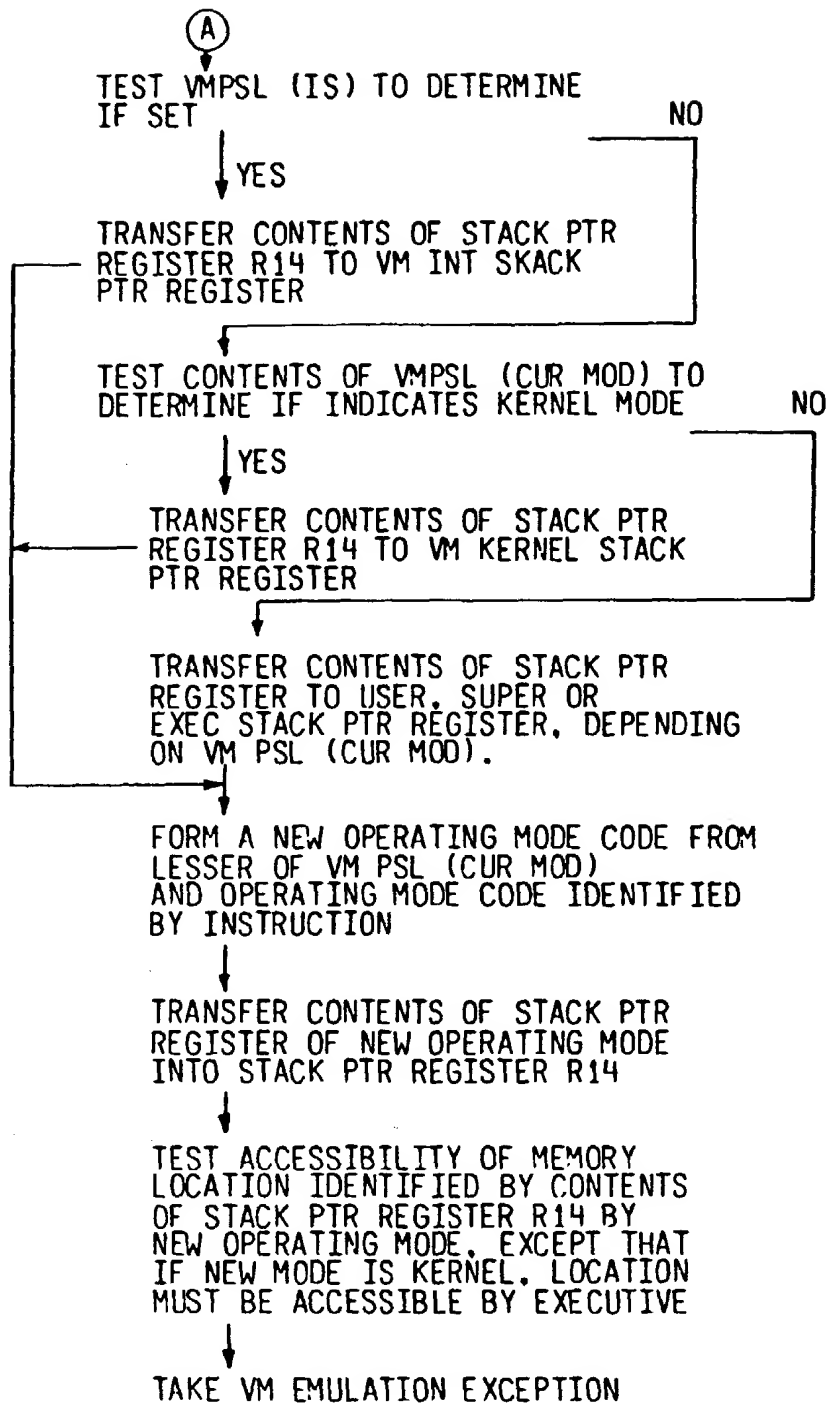 A
TEST VMPSL (IS) TO DETERMINE
IF SET
NO
YES
TRANSFER CONTENTS OF STACK PTR
REGISTER R14 TO VM INT SKACK
PTR REGISTER
TEST CONTENTS OF VMPSL (CUR MOD) TO
DETERMINE IF INDICATES KERNEL MODE
NO
YES
TRANSFER CONTENTS OF STACK PTR
REGISTER R14 TO VM KERNEL STACK
PTR REGISTER
TRANSFER CONTENTS OF STACK PTR
REGISTER TO USER, SUPER OR
EXEC STACK PTR REGISTER, DEPENDING
ON VM PSL (CUR MOD).
FORM A NEW OPERATING MODE CODE FROM
LESSER OF VM PSL (CUR MOD)
AND OPERATING MODE CODE IDENTIFIED
BY INSTRUCTION
TRANSFER CONTENTS OF STACK PTR
REGISTER OF NEW OPERATING MODE
INTO STACK PTR REGISTER R14
TEST ACCESSIBILITY OF MEMORY
LOCATION IDENTIFIED BY CONTENTS
OF STACK PTR REGISTER R14 BY
NEW OPERATING MODE, EXCEPT THAT
IF NEW MODE IS KERNEL, LOCATION
MUST BE ACCESSIBLE BY EXECUTIVE
TAKE VM EMULATION EXCEPTION